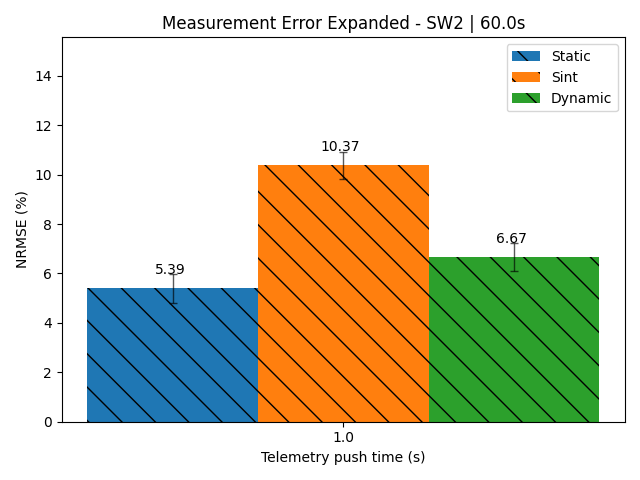 Measurement Error Expanded - SW2 | 60.0s
Static
Sint
Dynamic
14
12
10
8
6
4
2
0
NRMSE (%)
5.39
10.37
6.67
1.0
Telemetry push time (s)